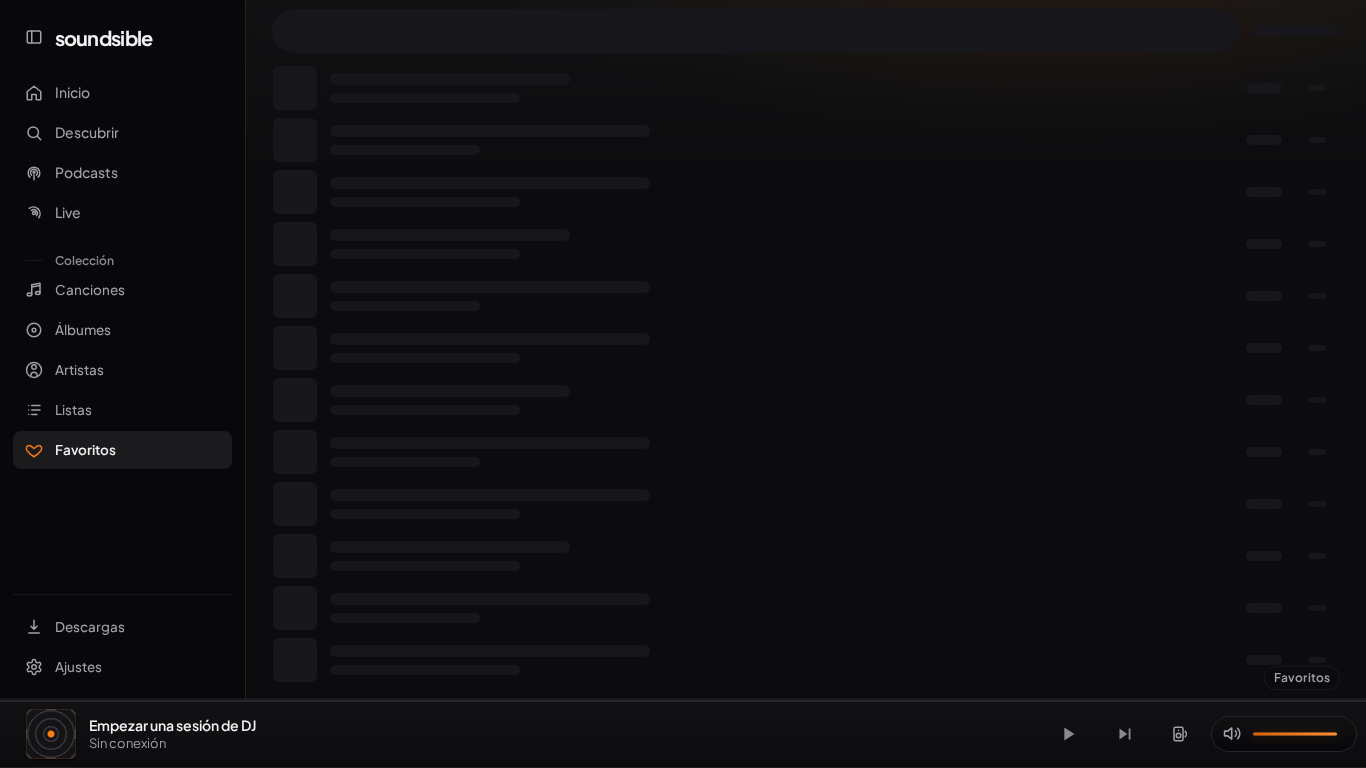 soundsible
Inicio
Descubrir
Podcasts
Live
Colección
Canciones
Álbumes
Artistas
Listas
Favoritos
Descargas
Ajustes
Favoritos
Empezar una sesión de DJ
Sin conexión